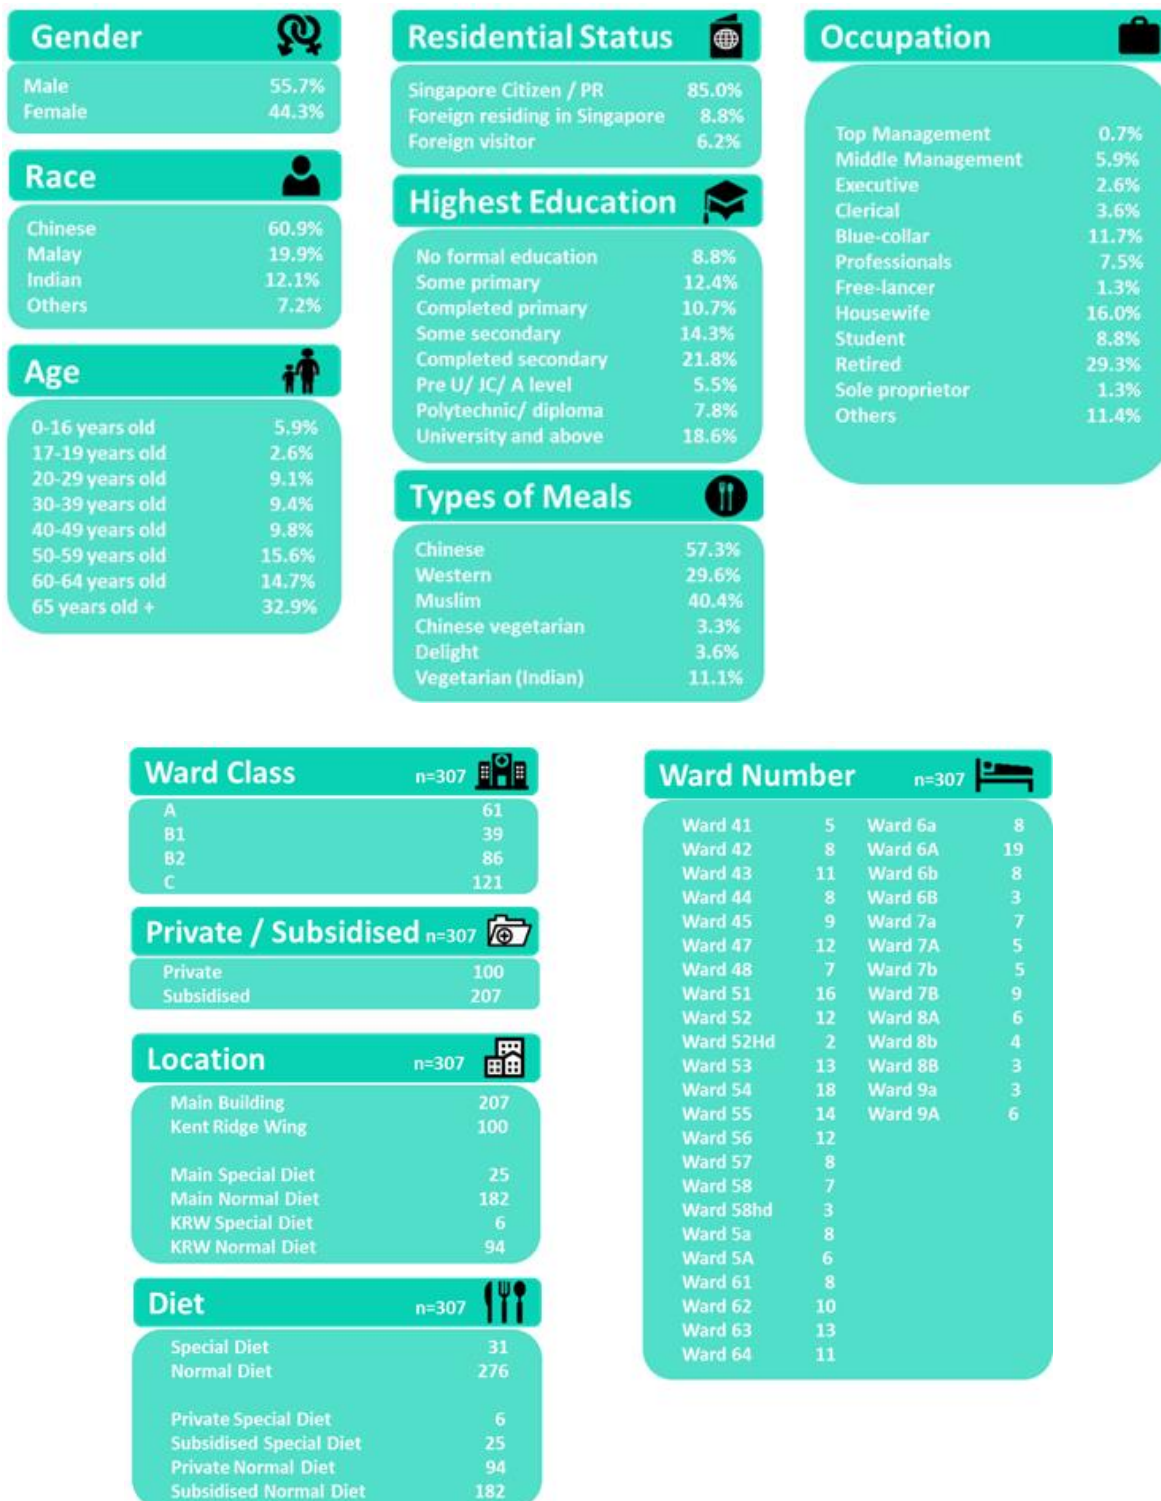 Gender
Male 55.7%
Female 44.3%
Race
Chinese 60.9%
Malay 19.9%
Indian 12.1%
Others 7.2%
Age
0-16 years old 5.9%
17-19 years old 2.6%
20-29 years old 9.1%
30-39 years old 9.4%
40-49 years old 9.8%
50-59 years old 15.6%
60-64 years old 14.7%
65 years old + 32.9%
Residential Status
Singapore Citizen / PR 85.0%
Foreign residing in Singapore 8.8%
Foreign visitor 6.2%
Highest Education
No formal education 8.8%
Some primary 12.4%
Completed primary 10.7%
Some secondary 14.3%
Completed secondary 21.8%
Pre U/ JC/ A level 5.5%
Polytechnic/ diploma 7.8%
University and above 18.6%
Types of Meals
Chinese 57.3%
Western 29.6%
Muslim 40.4%
Chinese vegetarian 3.3%
Delight 3.6%
Vegetarian (Indian) 11.1%
Occupation
Top Management 0.7%
Middle Management 5.9%
Executive 2.6%
Clerical 3.6%
Blue-collar 11.7%
Professionals 7.5%
Free-lancer 1.3%
Housewife 16.0%
Student 8.8%
Retired 29.3%
Sole proprietor 1.3%
Others 11.4%
Ward Class n=307
A 61
B1 39
B2 86
C 121
Private / Subsidised n=307
Private 100
Subsidised 207
Location n=307
Main Building 207
Kent Ridge Wing 100
Main Special Diet 25
Main Normal Diet 182
KRW Special Diet 6
KRW Normal Diet 94
Diet n=307
Special Diet 31
Normal Diet 276
Private Special Diet 6
Subsidised Special Diet 25
Private Normal Diet 94
Subsidised Normal Diet 182
Ward Number n=307
Ward 41 5 Ward 6a 8
Ward 42 8 Ward 6A 19
Ward 43 11 Ward 6b 8
Ward 44 8 Ward 6B 3
Ward 45 9 Ward 7a 7
Ward 47 12 Ward 7A 5
Ward 48 7 Ward 7b 5
Ward 51 16 Ward 7B 9
Ward 52 12 Ward 8A 6
Ward 52Hd 2 Ward 8b 4
Ward 53 13 Ward 8B 3
Ward 54 18 Ward 9a 3
Ward 55 14 Ward 9A 6
Ward 56 12
Ward 57 8
Ward 58 7
Ward 58hd 3
Ward 5a 8
Ward 5A 6
Ward 61 8
Ward 62 10
Ward 63 13
Ward 64 11